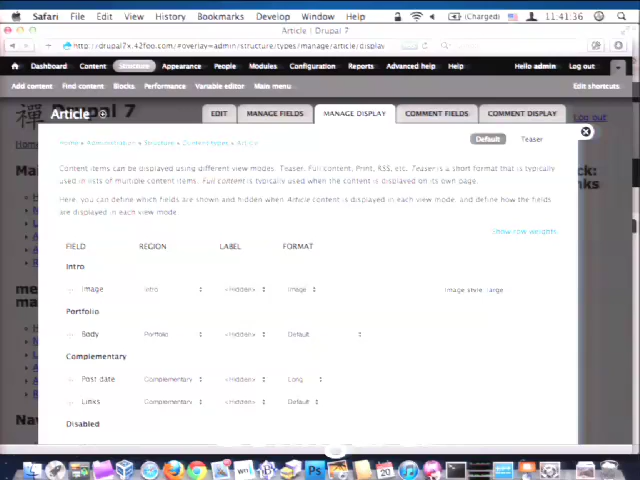 Safari File Edit View History Bookmarks Develop Window Help (Charged) 11:41:36
Article | Drupal 7
http://drupal7x.42foo.com/#overlay=admin/structure/types/manage/article/display
Dashboard Content Structure Appearance People Modules Configuration Reports Advanced help Help Hello admin Log out
Add content Find content Blocks Performance Variable editor Main menu Edit shortcuts
禪 Drupal 7
Log out
Article
EDIT MANAGE FIELDS MANAGE DISPLAY COMMENT FIELDS COMMENT DISPLAY
Default Teaser
Home » Administration » Structure » Content types » Article
Content items can be displayed using different view modes: Teaser, Full content, Print, RSS, etc. Teaser is a short format that is typically
used in lists of multiple content items. Full content is typically used when the content is displayed on its own page.
Here, you can define which fields are shown and hidden when Article content is displayed in each view mode, and define how the fields
are displayed in each view mode.
Show row weights
FIELD REGION LABEL FORMAT
Intro
Image Intro <Hidden> Image Image style: large
Portfolio
Body Portfolio <Hidden> Default
Complementary
Post date Complementary <Hidden> Long
Links Complementary <Hidden> Default
Disabled